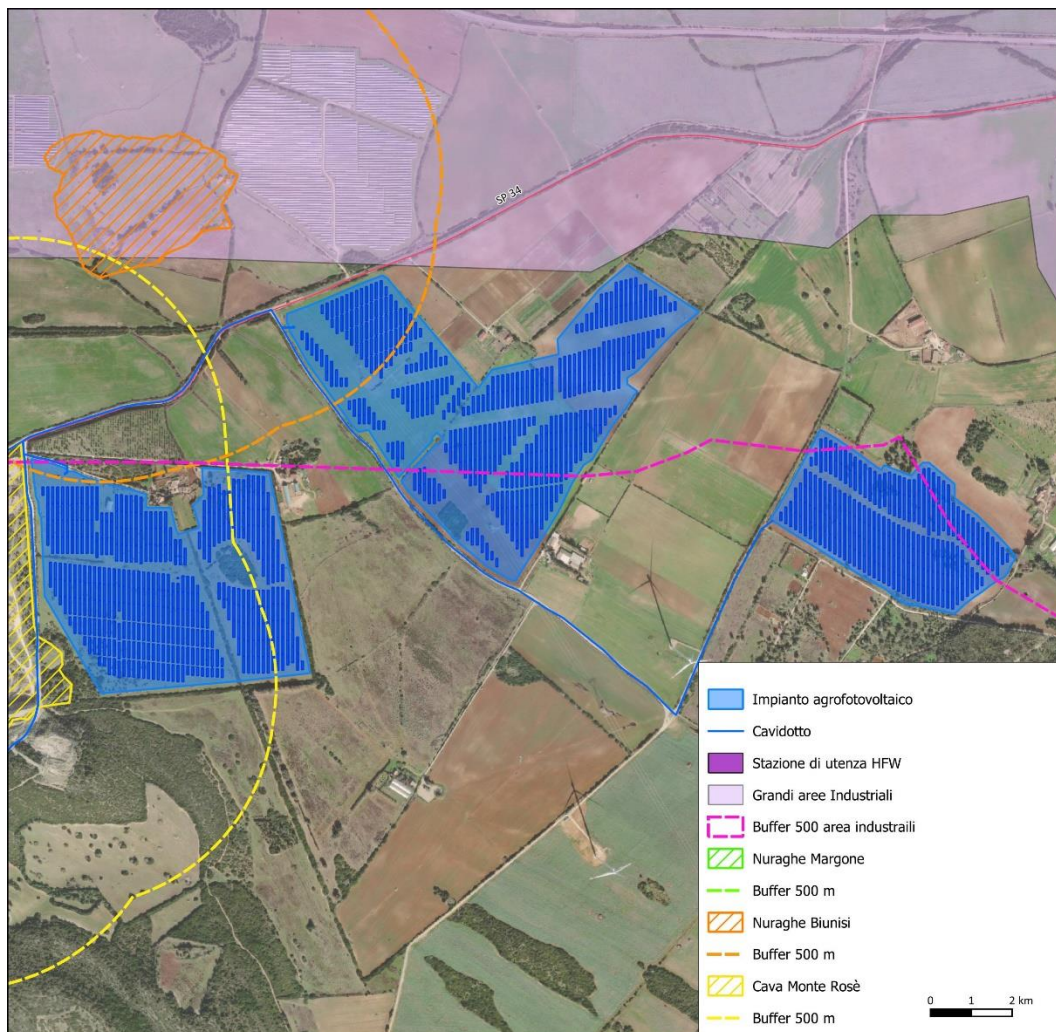 SP 34
Impianto agrofotovoltaico
Cavidotto
Stazione di utenza HFW
Grandi aree Industriali
Buffer 500 area industraili
Nuraghe Margone
Buffer 500 m
Nuraghe Biunisi
Buffer 500 m
Cava Monte Rosè
Buffer 500 m
0 1 2 km